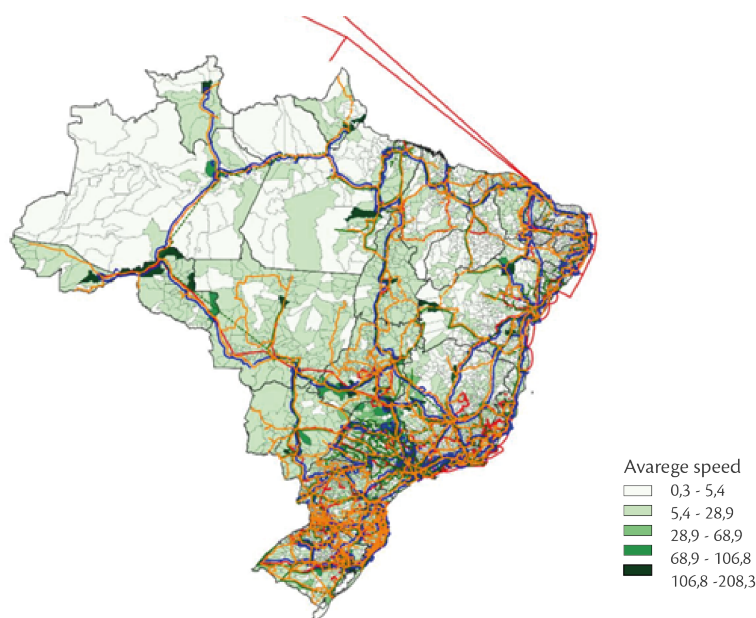 Avarege speed
0,3 - 5,4
5,4 - 28,9
28,9 - 68,9
68,9 - 106,8
106,8 -208,3